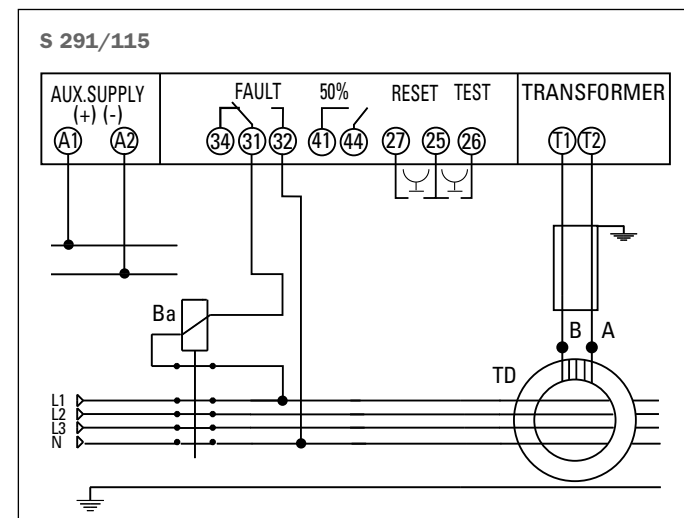 S 291/115
AUX.SUPPLY
(+) (-)
FAULT 50% RESET TEST TRANSFORMER
A1 A2 34 31 32 41 44 27 25 26 T1 T2
Ba
B A
TD
L1
L2
L3
N